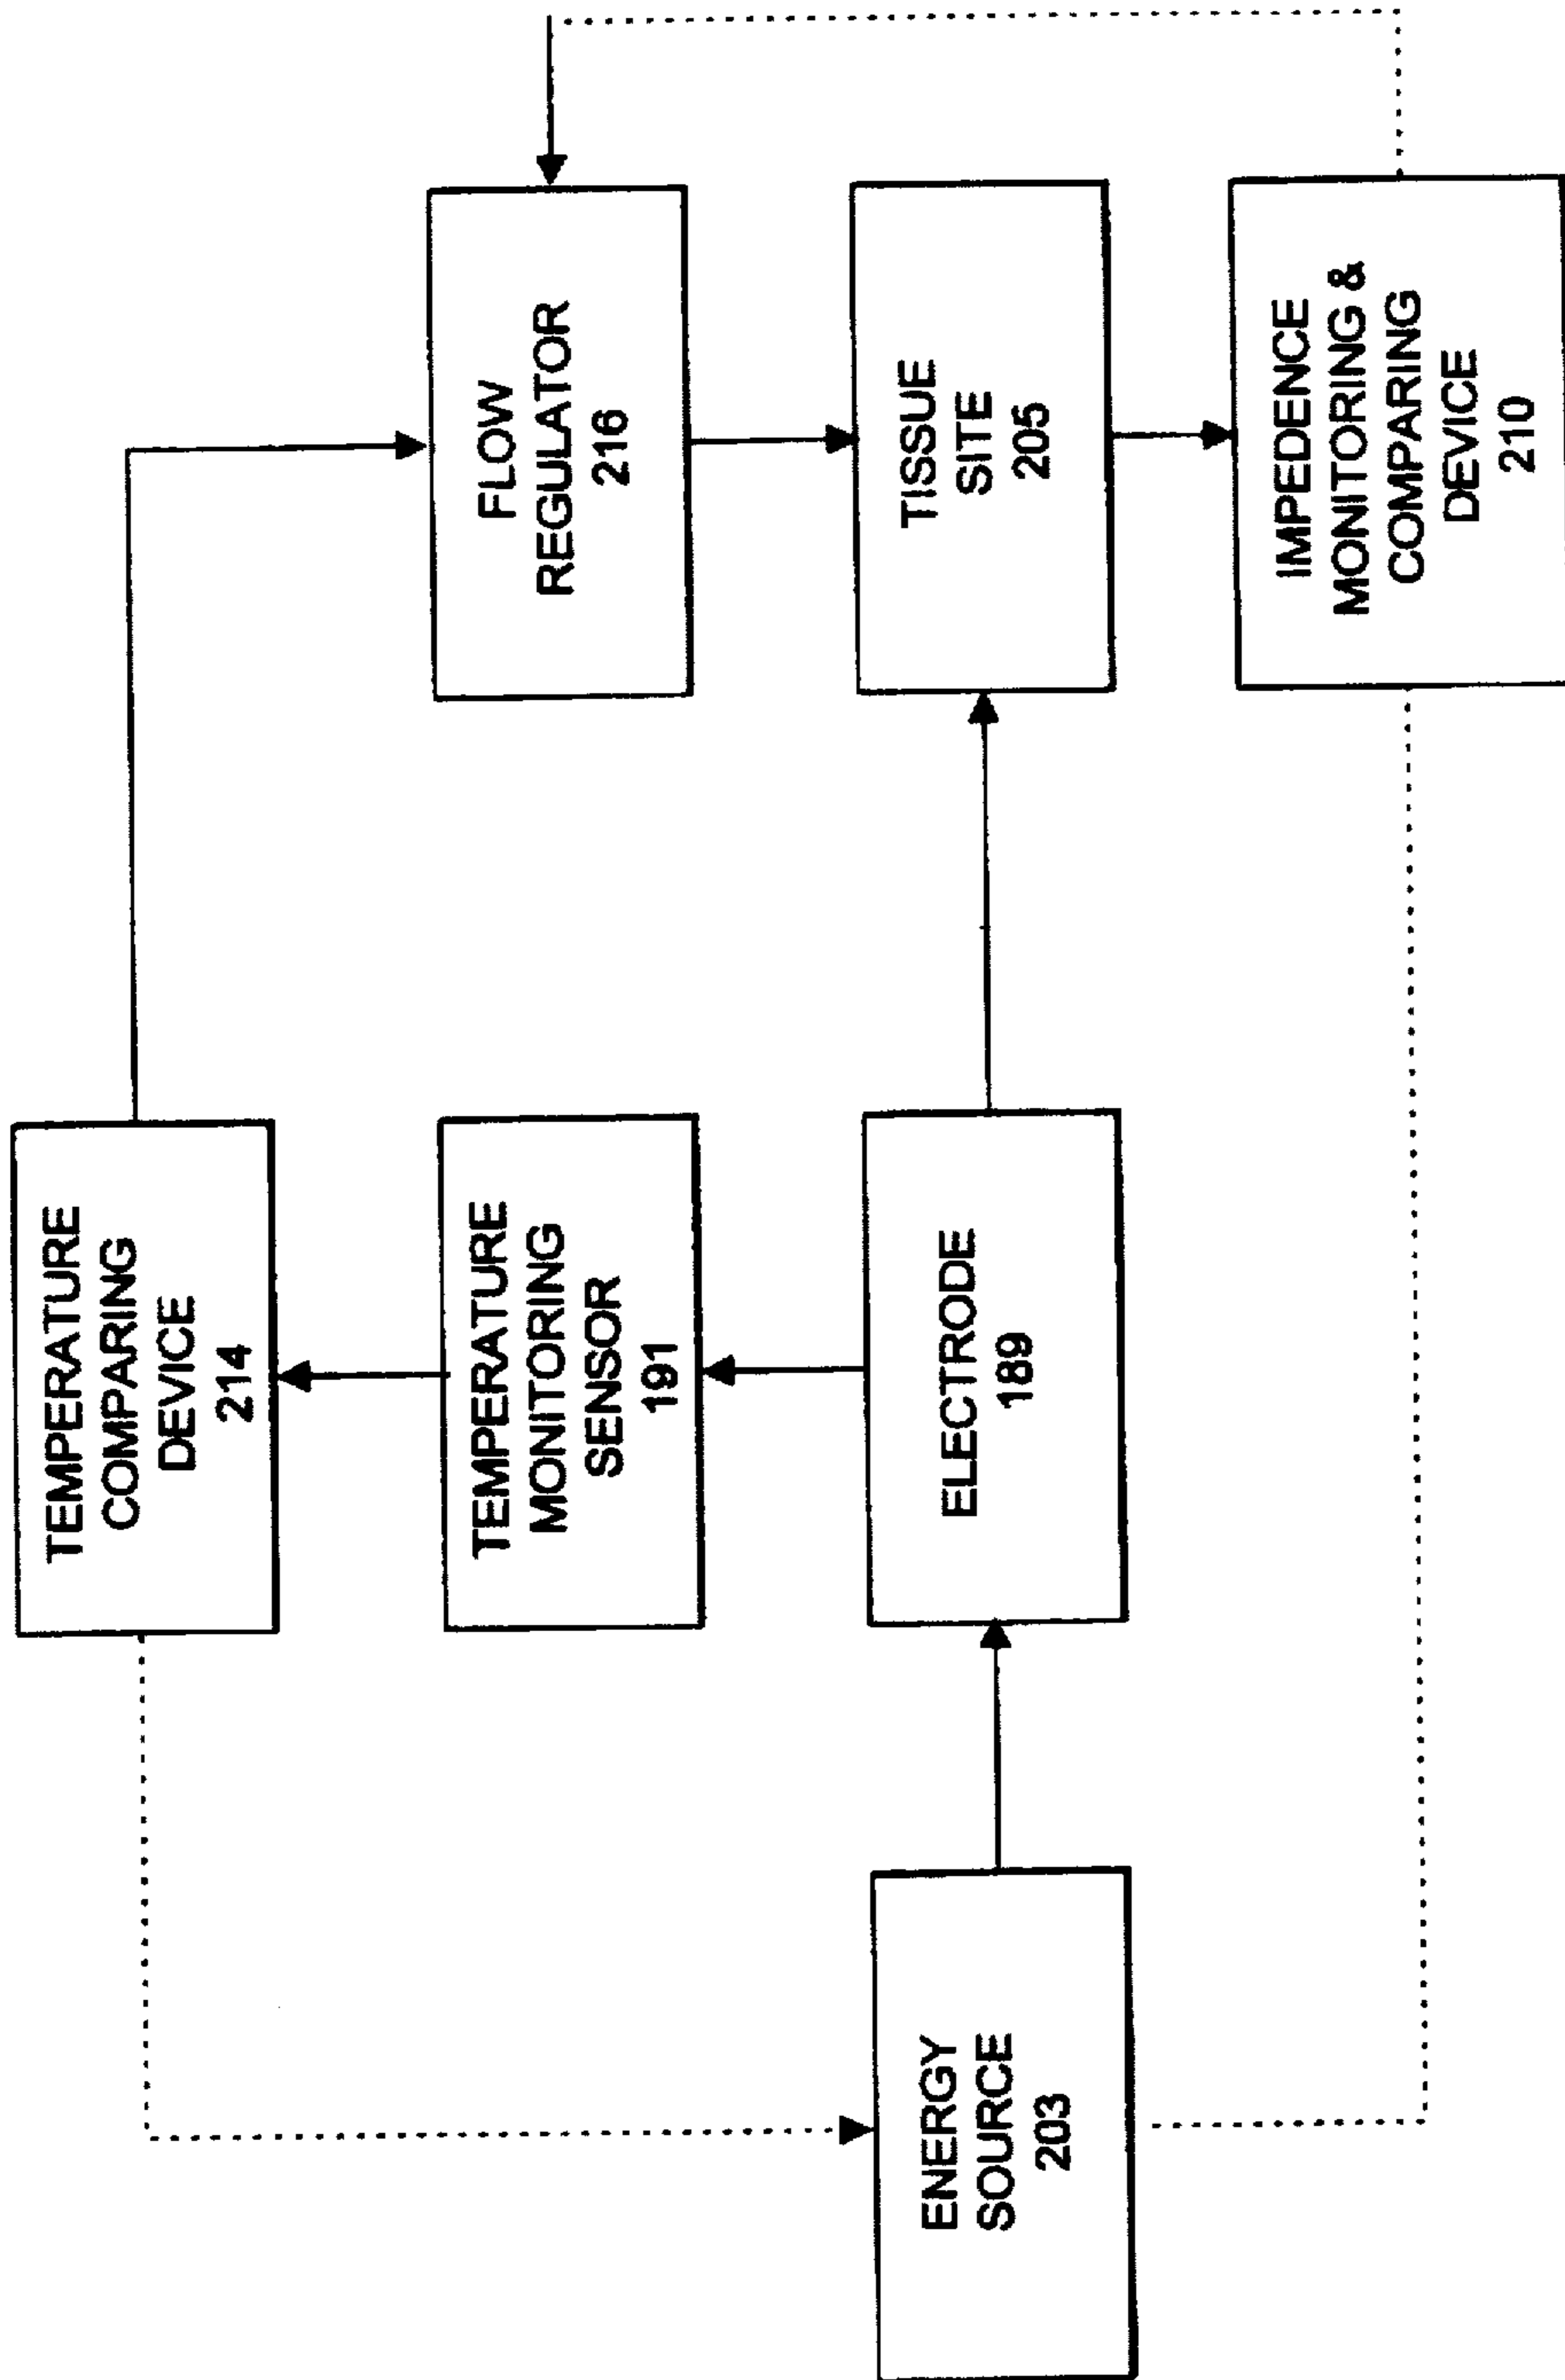 TEMPERATURE
COMPARING
DEVICE
214
TEMPERATURE
MONITORING
SENSOR
191
FLOW
REGULATOR
216
ENERGY
SOURCE
203
ELECTRODE
189
TISSUE
SITE
205
IMPEDENCE
MONITORING &
COMPARING
DEVICE
210